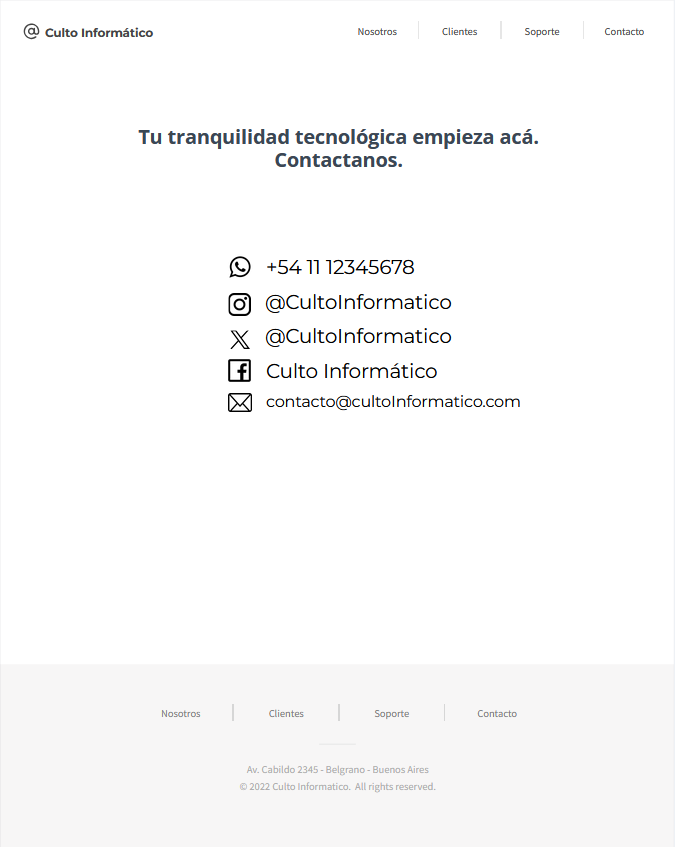 @ Culto Informático
Nosotros Clientes Soporte Contacto
Tu tranquilidad tecnológica empieza acá.
Contactanos.
+54 11 12345678
@CultoInformatico
@CultoInformatico
Culto Informático
contacto@cultoInformatico.com
Nosotros Clientes Soporte Contacto
Av. Cabildo 2345 - Belgrano - Buenos Aires
© 2022 Culto Informatico. All rights reserved.